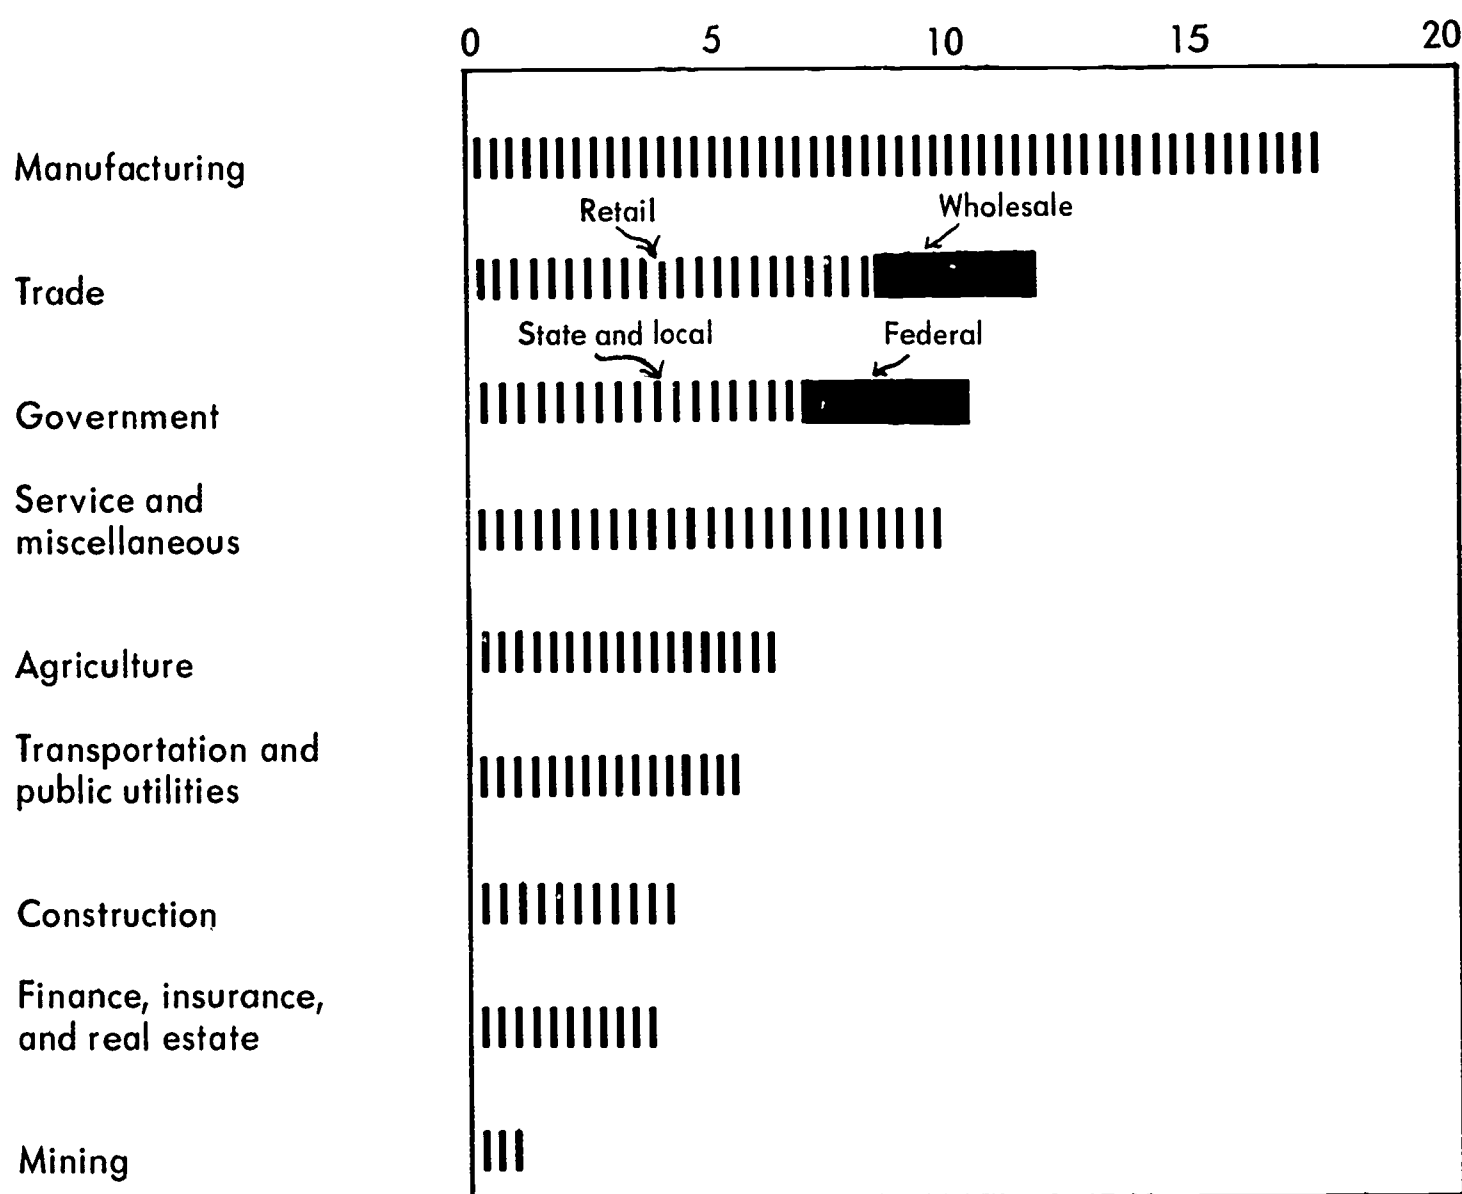 0 5 10 15 20
Manufacturing
Retail Wholesale
Trade
State and local Federal
Government
Service and
miscellaneous
Agriculture
Transportation and
public utilities
Construction
Finance, insurance,
and real estate
Mining